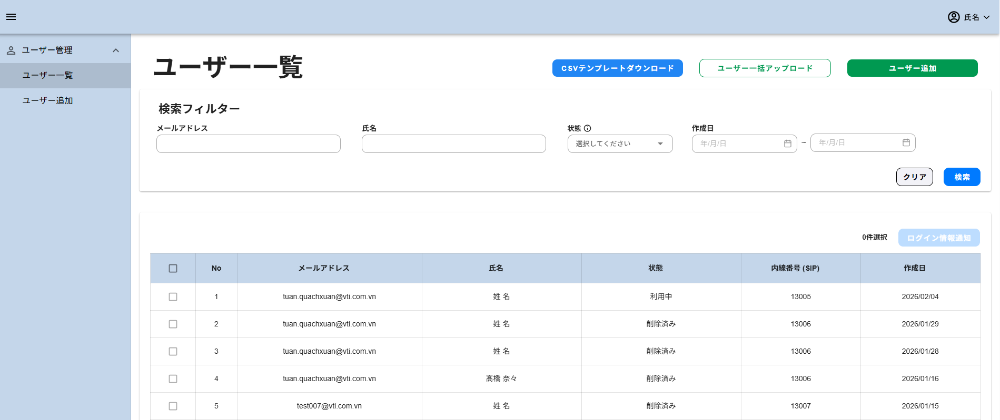 氏名
ユーザー管理
ユーザー一覧
ユーザー追加
ユーザー一覧
CSVテンプレートダウンロード
ユーザー一括アップロード
ユーザー追加
検索フィルター
メールアドレス
氏名
状態
作成日
選択してください
年/月/日
~
年/月/日
クリア
検索
0件選択
ログイン情報通知
No メールアドレス 氏名 状態 内線番号 (SIP) 作成日
1 tuan.quachxuan@vti.com.vn 姓 名 利用中 13005 2026/02/04
2 tuan.quachxuan@vti.com.vn 姓 名 削除済み 13006 2026/01/29
3 tuan.quachxuan@vti.com.vn 姓 名 削除済み 13006 2026/01/28
4 tuan.quachxuan@vti.com.vn 髙橋 奈々 削除済み 13006 2026/01/16
5 test007@vti.com.vn 姓 名 削除済み 13007 2026/01/15